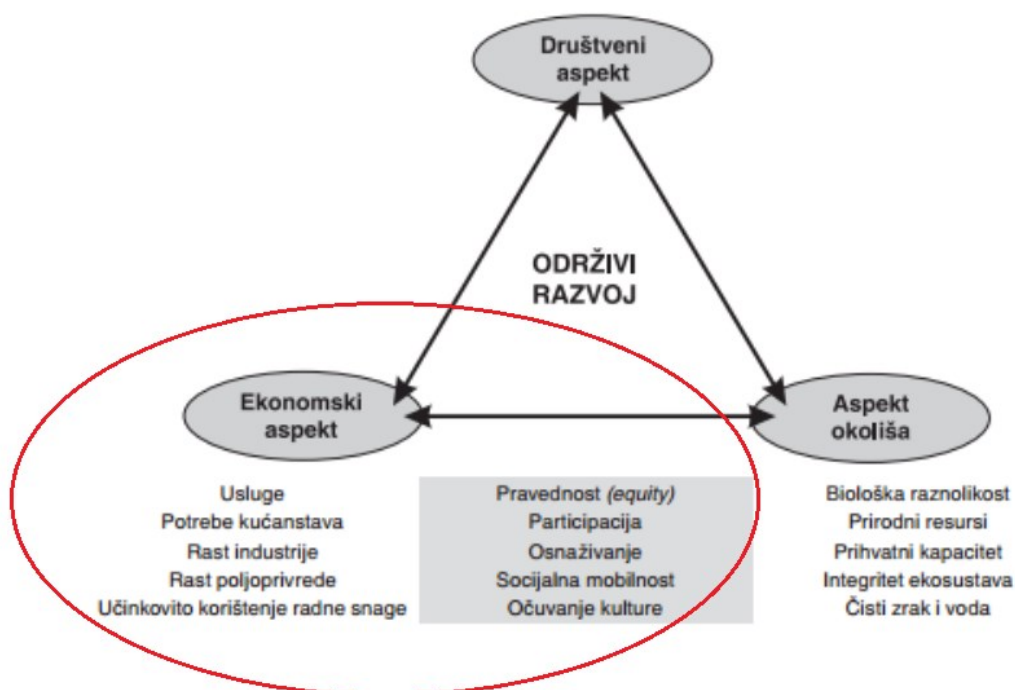 Društveni
aspekt
ODRŽIVI
RAZVOJ
Ekonomski
aspekt
Aspekt
okoliša
Usluge
Potrebe kućanstava
Rast industrije
Rast poljoprivrede
Učinkovito korištenje radne snage
Pravednost (equity)
Participacija
Osnaživanje
Socijalna mobilnost
Očuvanje kulture
Biološka raznolikost
Prirodni resursi
Prihvatni kapacitet
Integritet ekosustava
Čisti zrak i voda